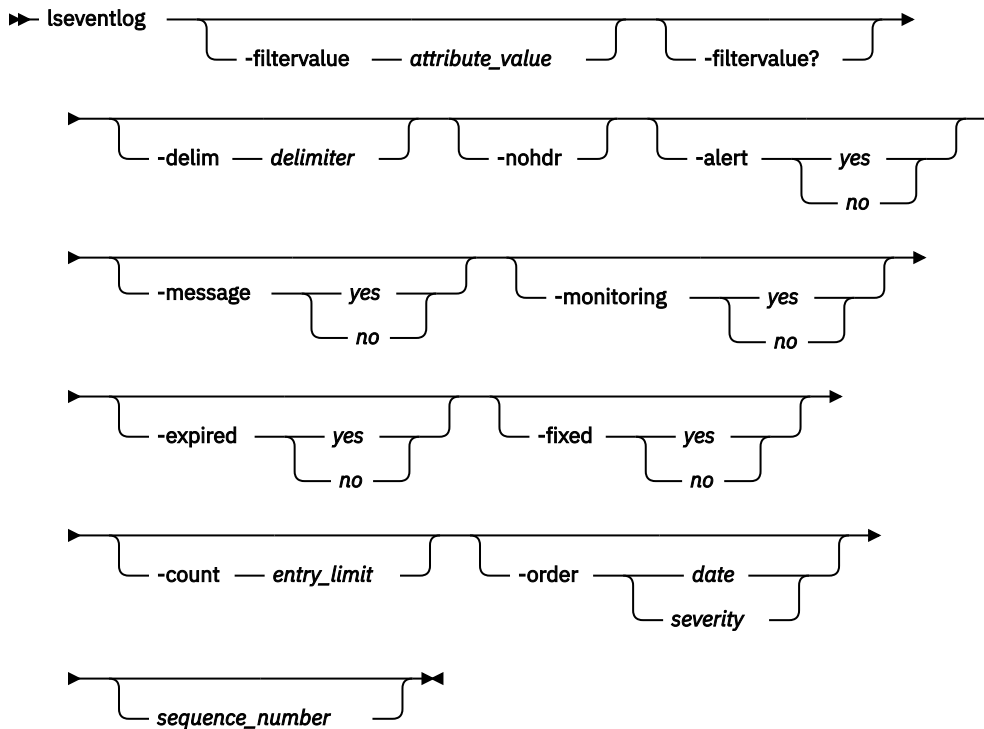 lseventlog
-filtervalue attribute_value -filtervalue?
-delim delimiter -nohdr -alert yes
no
-message yes -monitoring yes
no no
-expired yes -fixed yes
no no
-count entry_limit -order date
severity
sequence_number